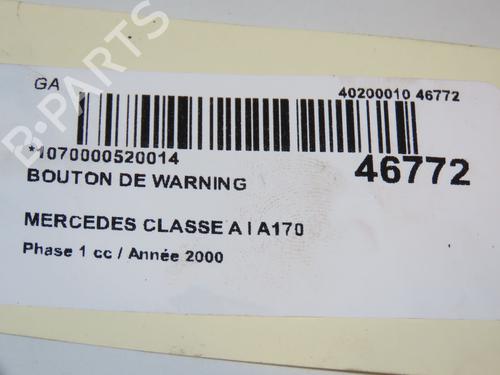 GA
40200010 46772
*1070000520014
46772
BOUTON DE WARNING
MERCEDES CLASSE A I A170
Phase 1 cc / Année 2000
B-PARTS